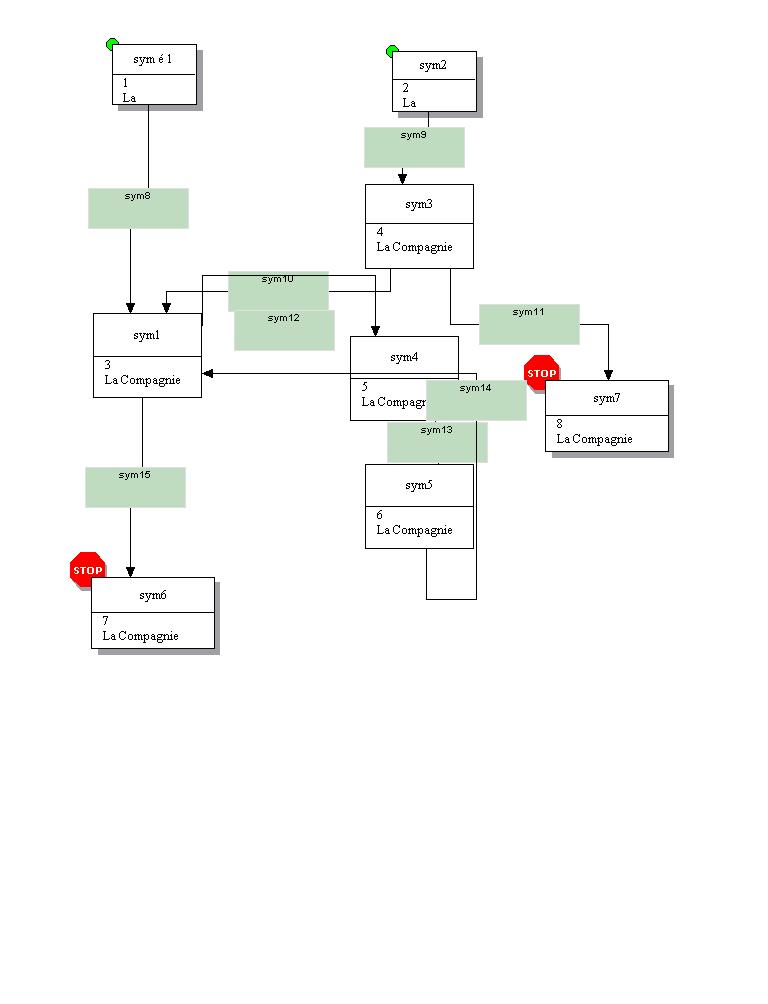 sym é 1
1
La
sym2
2
La
sym9
sym8
sym3
4
La Compagnie
sym10
sym12
sym11
sym1
3
La Compagnie
sym4
5
La Compagn
STOP
sym14
sym7
8
La Compagnie
sym13
sym15
sym5
6
La Compagnie
STOP
sym6
7
La Compagnie